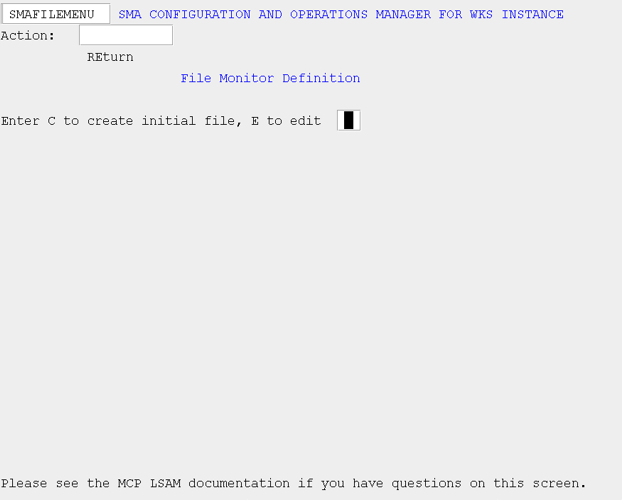 SMAFILEMENU SMA CONFIGURATION AND OPERATIONS MANAGER FOR WKS INSTANCE
Action:
REturn
File Monitor Definition
Enter C to create initial file, E to edit
Please see the MCP LSAM documentation if you have questions on this screen.